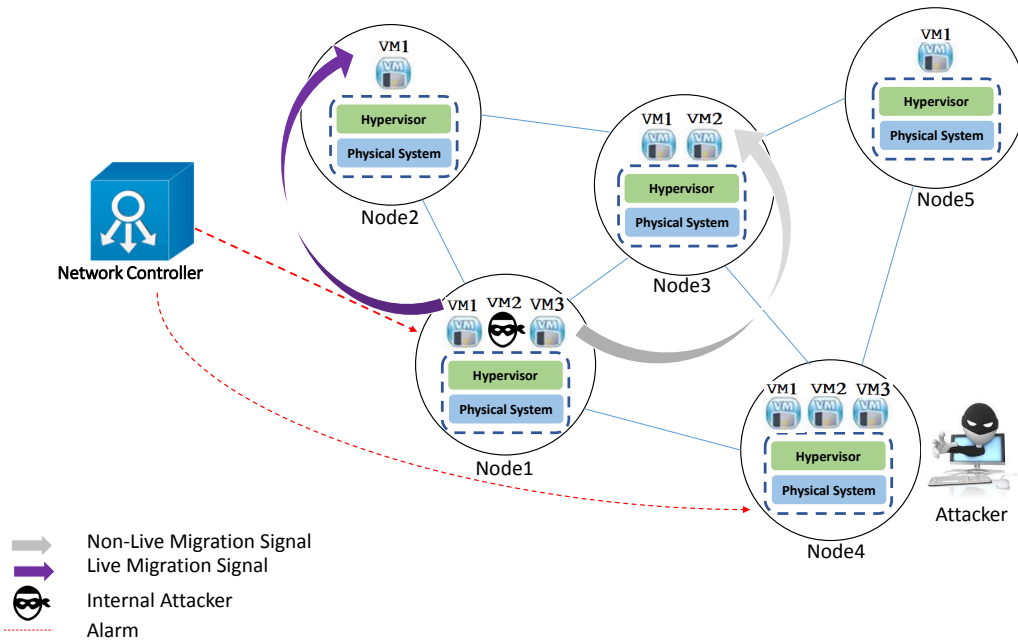 VM1
Hypervisor
Physical System
Node2
VM1 VM2
Hypervisor
Physical System
Node3
VM1
Hypervisor
Physical System
Node5
Network Controller
VM1 VM2 VM3
Hypervisor
Physical System
Node1
VM1 VM2 VM3
Hypervisor
Physical System
Node4
Attacker
Non-Live Migration Signal
Live Migration Signal
Internal Attacker
Alarm